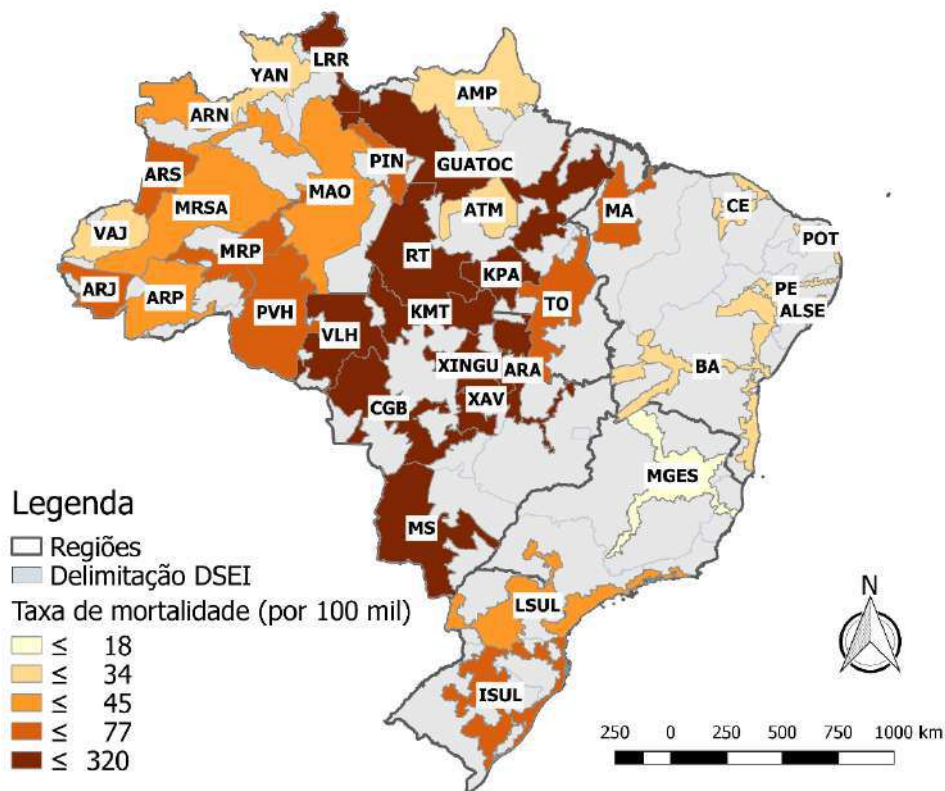 LRR
YAN
AMP
ARN
PIN
GUATOC
ARS
MAO
MRSA
ATM
MA
CE
VAJ
POT
MRP
RT
KPA
PE
ARJ
ARP
TO
ALSE
PVH
KMT
VLH
XINGU
ARA
BA
XAV
CGB
MGES
MS
LSUL
ISUL
Legenda
Regiões
Delimitação DSEI
Taxa de mortalidade (por 100 mil)
≤ 18
≤ 34
≤ 45
≤ 77
≤ 320
N
250 0 250 500 750 1000 km